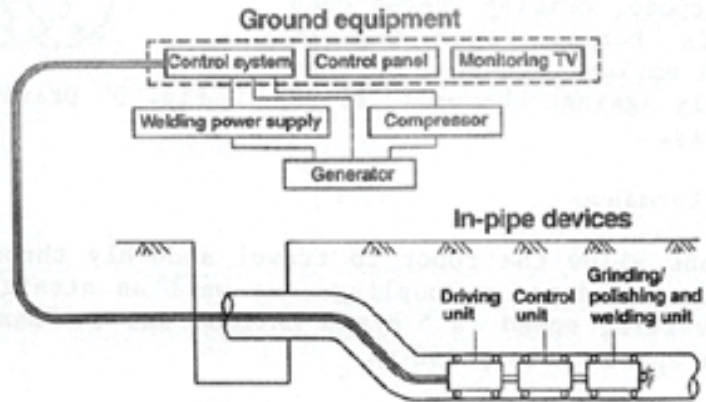 Ground equipment
Control system Control panel Monitoring TV
Welding power supply Compressor
Generator
In-pipe devices
Driving unit
Control unit
Grinding/
polishing and
welding unit